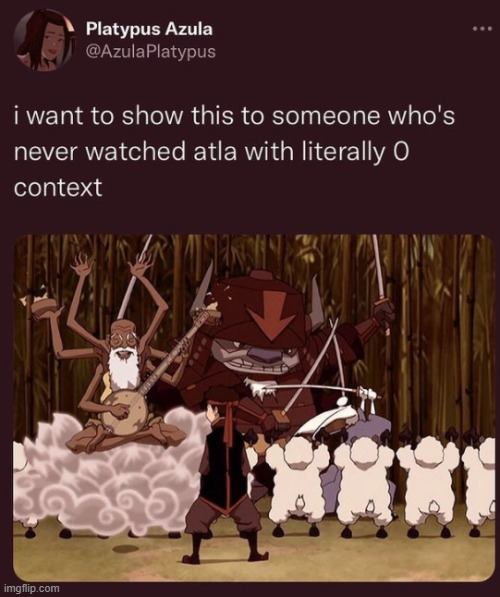 Platypus Azula
@AzulaPlatypus
i want to show this to someone who's
never watched atla with literally 0
context
imgflip.com